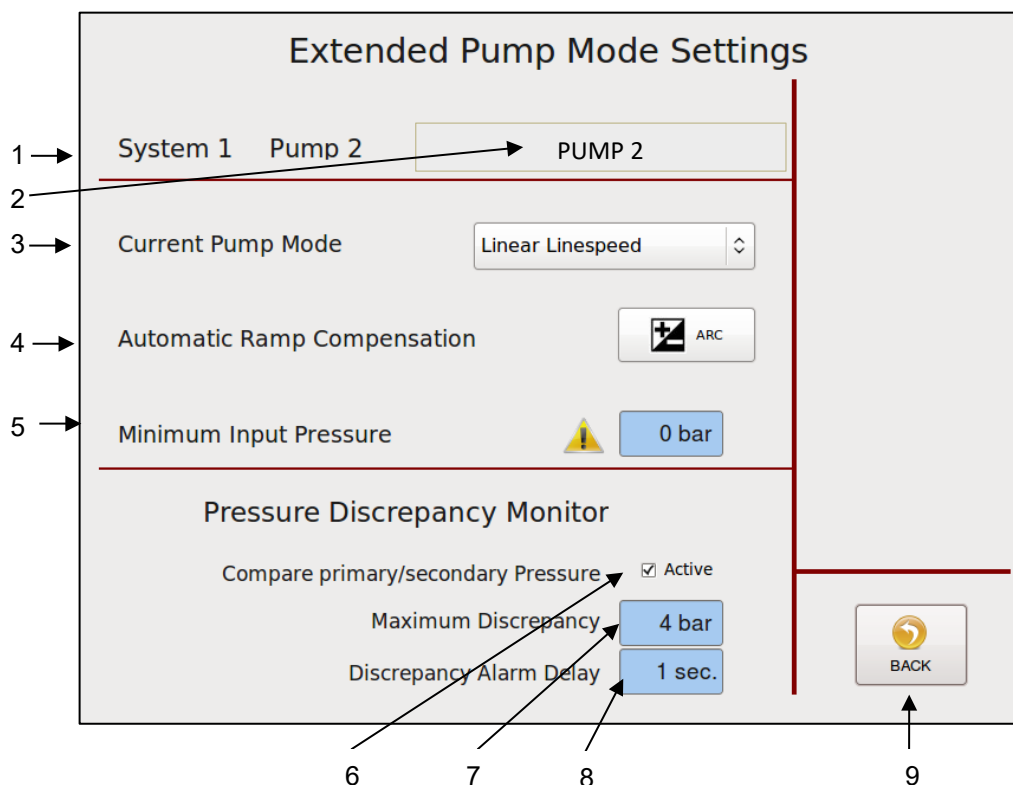 Extended Pump Mode Settings
1 System 1 Pump 2 PUMP 2
2
3 Current Pump Mode Linear Linespeed
4 Automatic Ramp Compensation ARC
5 Minimum Input Pressure 0 bar
Pressure Discrepancy Monitor
Compare primary/secondary Pressure Active
Maximum Discrepancy 4 bar
Discrepancy Alarm Delay 1 sec.
BACK
6 7 8 9